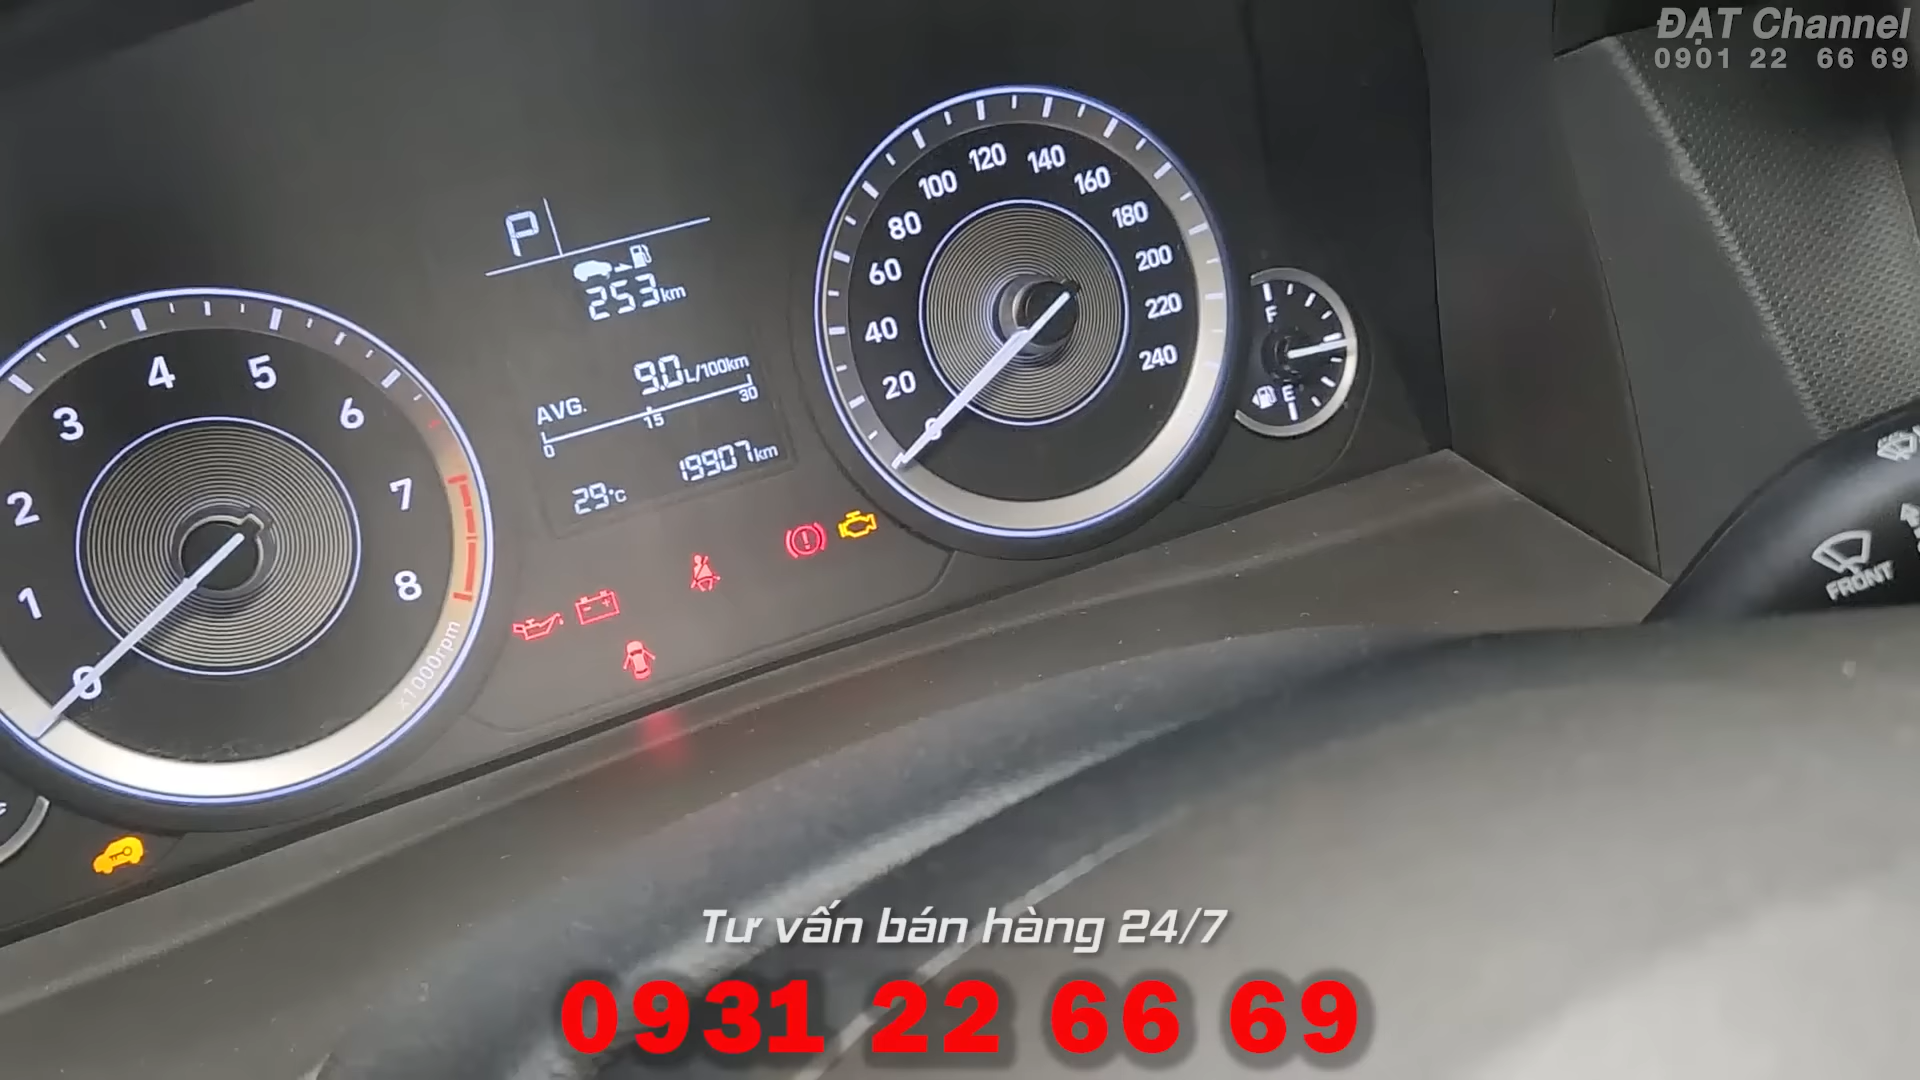 ĐẠT Channel
0901 22 66 69
P
253km
9.0L/100km
AVG.
0 15 30
19907km
29°C
0 1 2 3 4 5 6 7 8
x1000rpm
0 20 40 60 80 100 120 140 160 180 200 220 240
F
E
FRONT
Tư vấn bán hàng 24/7
0931 22 66 69